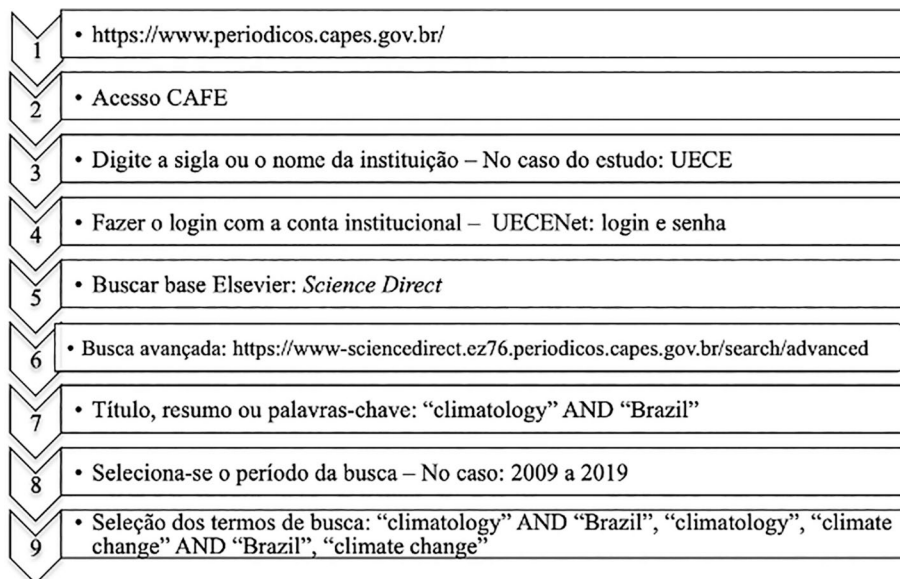 1
• https://www.periodicos.capes.gov.br/
2
• Acesso CAFE
3
• Digite a sigla ou o nome da instituição – No caso do estudo: UECE
4
• Fazer o login com a conta institucional – UECENet: login e senha
5
• Buscar base Elsevier: Science Direct
6
• Busca avançada: https://www-sciencedirect.ez76.periodicos.capes.gov.br/search/advanced
7
• Título, resumo ou palavras-chave: “climatology” AND “Brazil”
8
• Seleciona-se o período da busca – No caso: 2009 a 2019
9
• Seleção dos termos de busca: “climatology” AND “Brazil”, “climatology”, “climate
change” AND “Brazil”, “climate change”